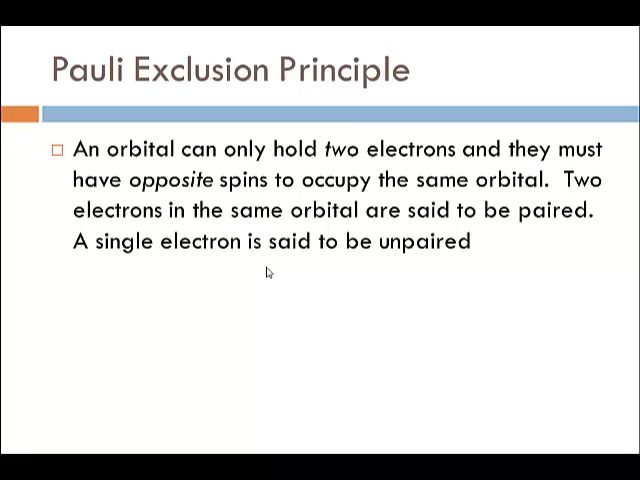 Pauli Exclusion Principle
An orbital can only hold two electrons and they must
have opposite spins to occupy the same orbital.  Two
electrons in the same orbital are said to be paired.
A single electron is said to be unpaired